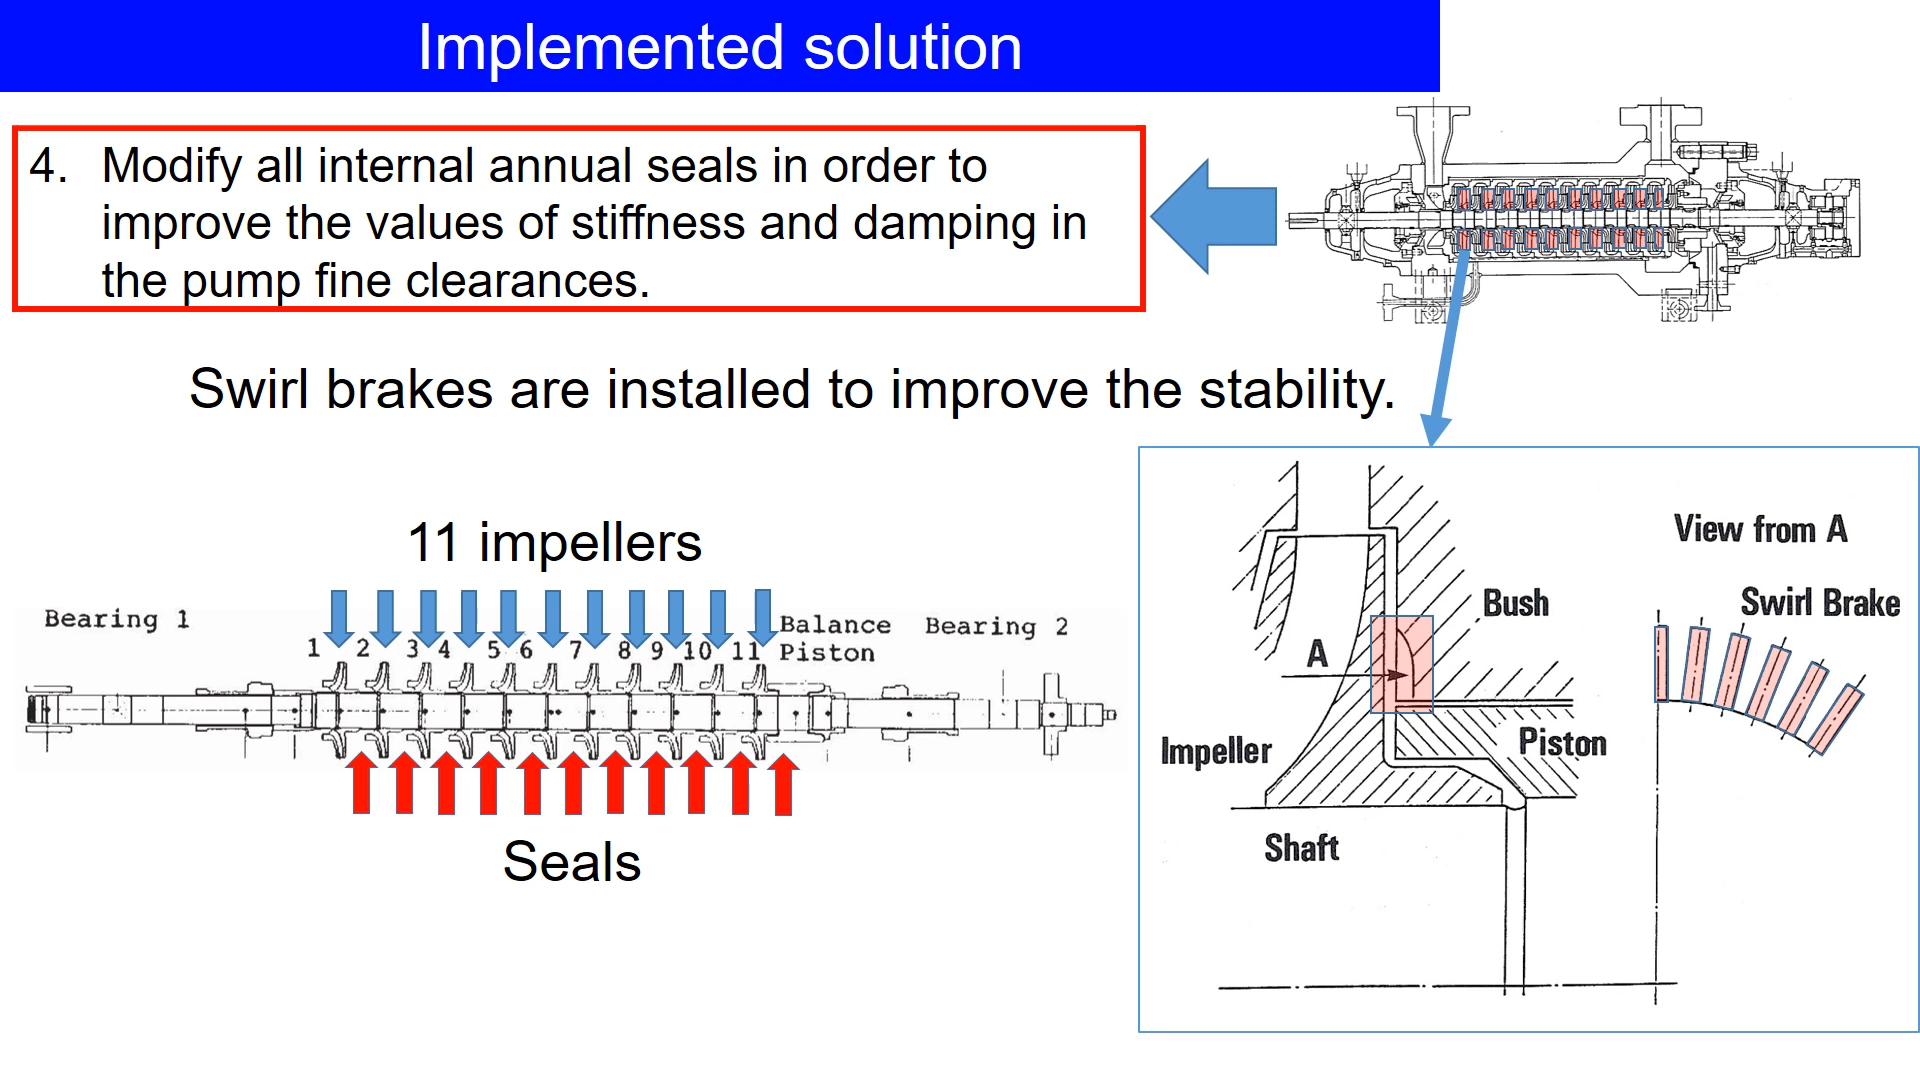 Implemented solution
4. Modify all internal annual seals in order to
improve the values of stiffness and damping in
the pump fine clearances.
Swirl brakes are installed to improve the stability.
11 impellers
Bearing 1
1 2 3 4 5 6 7 8 9 10 11
Balance
Piston
Bearing 2
Seals
View from A
Swirl Brake
Bush
A
Impeller
Piston
Shaft